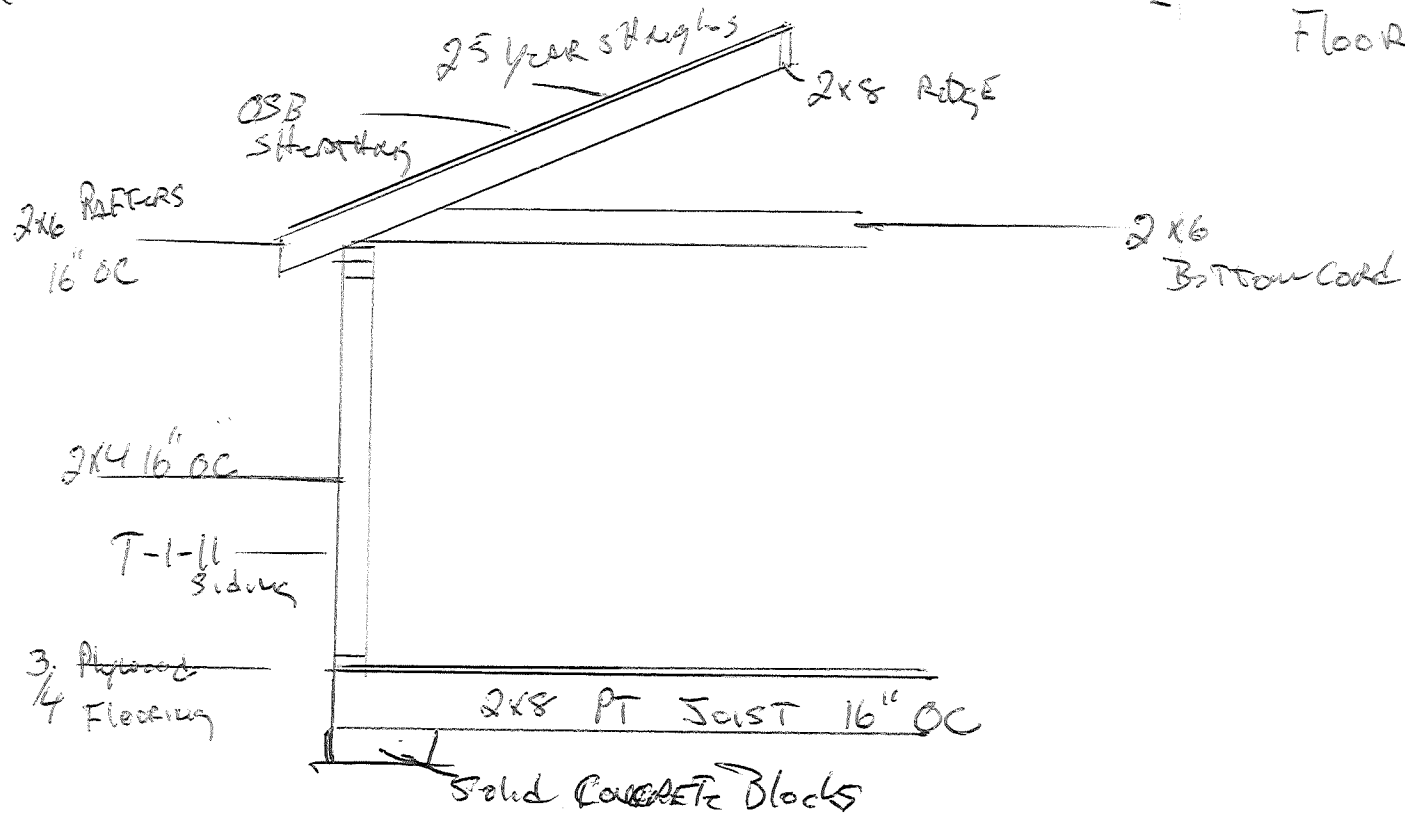 Floor
25 YEAR SHINGLES
2X8 RIDGE
OSB
SHEATHING
2X6 RAFTERS
16" OC
2X6
BOTTOM CORD
2X4 16" OC
T-1-11
Siding
3/4 Plywood
Flooring
2X8 PT JOIST 16" OC
Solid CONCRETE Blocks